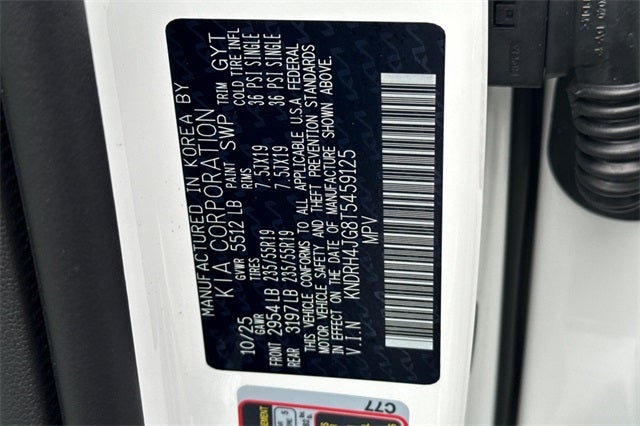 MANUFACTURED IN KOREA BY
KIA CORPORATION
10/25 GVWR 5512 LB PAINT SWP TRIM GYT
GAWR TIRES RIMS COLD TIRE INFL
FRONT 2954 LB 235/55R19 7.5JX19 36 PSI SINGLE
REAR 3197 LB 235/55R19 7.5JX19 36 PSI SINGLE
THIS VEHICLE CONFORMS TO ALL APPLICABLE U.S.A FEDERAL
MOTOR VEHICLE SAFETY AND THEFT PREVENTION STANDARDS
IN EFFECT ON THE DATE OF MANUFACTURE SHOWN ABOVE.
V.I.N KNDRH4JG8T5459125
MPV
C77